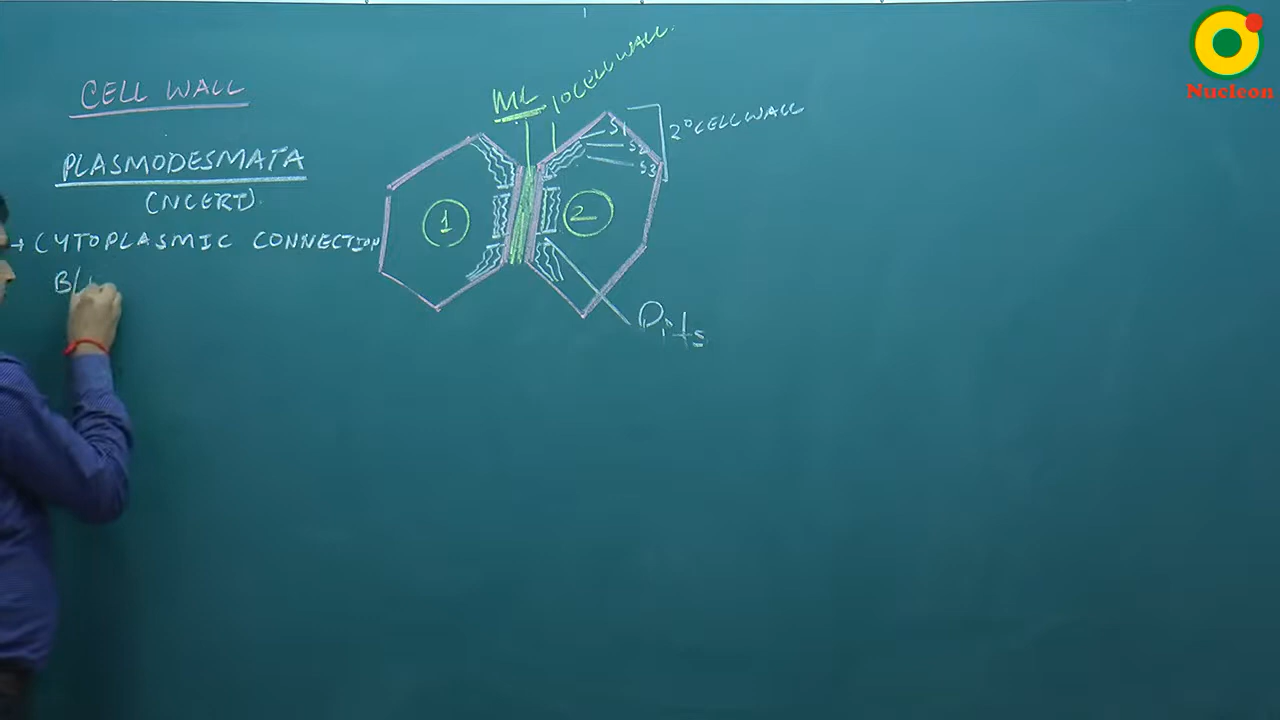 CELL WALL
PLASMODESMATA
(NCERT)
→ CYTOPLASMIC CONNECTION
B/
ML
1° CELL WALL
S1
S2
S3
2° CELL WALL
1
2
Pits
Nucleon